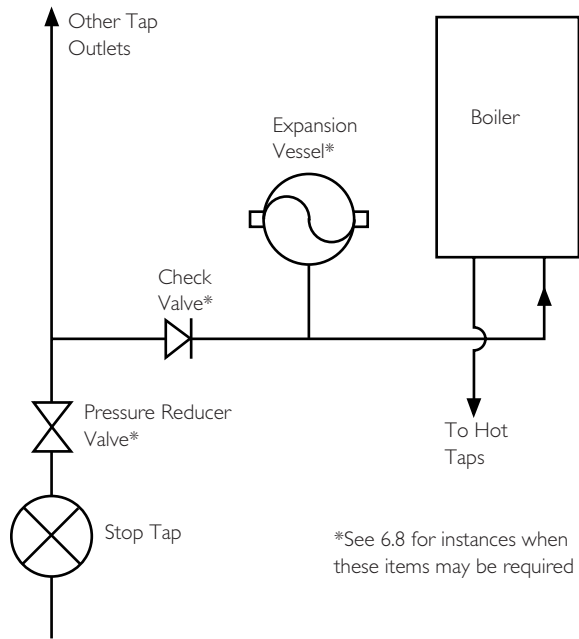 Other Tap
Outlets
Boiler
Expansion
Vessel*
Check
Valve*
Pressure Reducer
Valve*
To Hot
Taps
Stop Tap
*See 6.8 for instances when
these items may be required